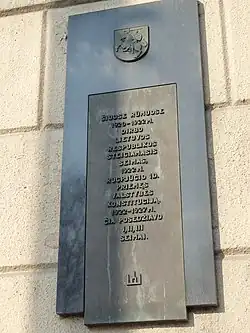 ŠIUOSE RŪMUOSE
1920-1922 M.
DIRBO
LIETUVOS
RESPUBLIKOS
STEIGIAMASIS
SEIMAS,
1922 M.
RUGPJŪČIO 1 D.
PRIĖMĘS
VALSTYBĖS
KONSTITUCIJĄ,
1922-1927 M.
ČIA POSĖDŽIAVO
I, II, III
SEIMAI.